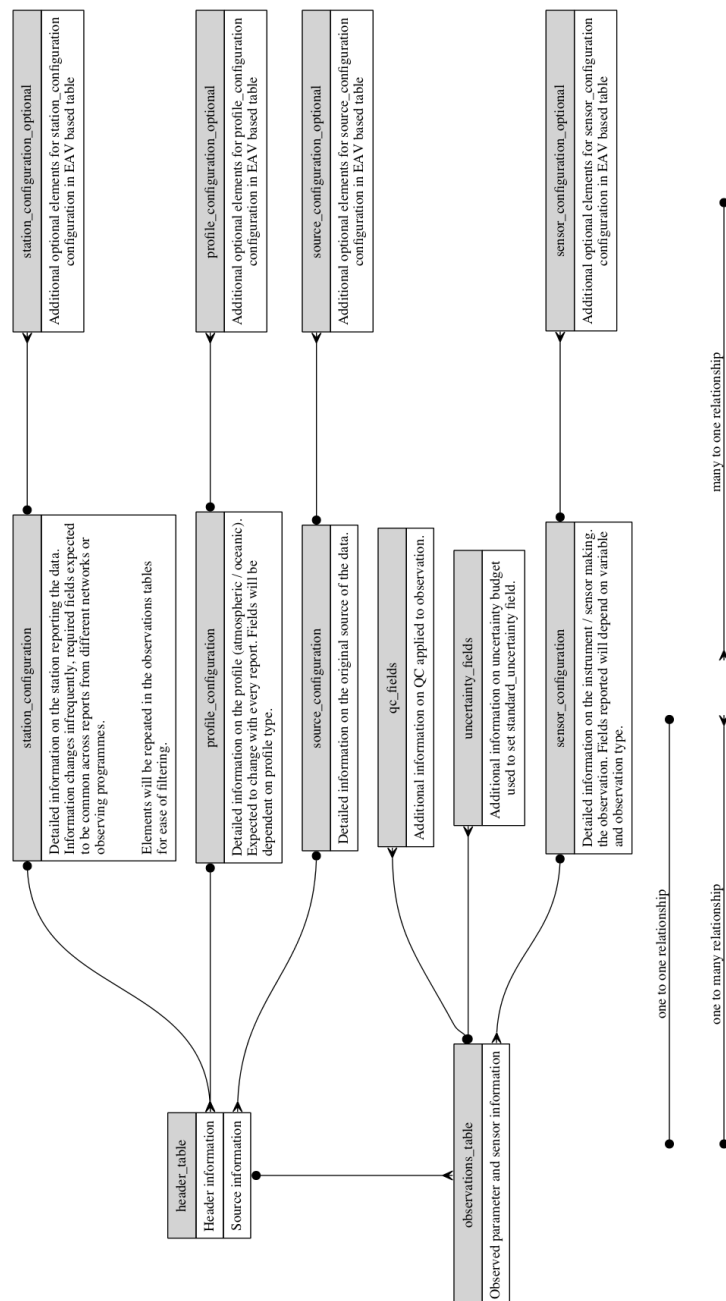 header_table
Header information
Source information
observations_table
Observed parameter and sensor information
station_configuration
Detailed information on the station reporting the data.
Information changes infrequently, required fields expected
to be common across reports from different networks or
observing programmes.
Elements will be repeated in the observations tables
for ease of filtering.
profile_configuration
Detailed information on the profile (atmospheric / oceanic).
Expected to change with every report. Fields will be
dependent on profile type.
source_configuration
Detailed information on the original source of the data.
qc_fields
Additional information on QC applied to observation.
uncertainty_fields
Additional information on uncertainty budget
used to set standard_uncertainty field.
sensor_configuration
Detailed information on the instrument / sensor making.
the observation. Fields reported will depend on variable
and observation type.
station_configuration_optional
Additional optional elements for station_configuration
configuration in EAV based table
profile_configuration_optional
Additional optional elements for profile_configuration
configuration in EAV based table
source_configuration_optional
Additional optional elements for source_configuration
configuration in EAV based table
sensor_configuration_optional
Additional optional elements for sensor_configuration
configuration in EAV based table
one to one relationship
one to many relationship
many to one relationship